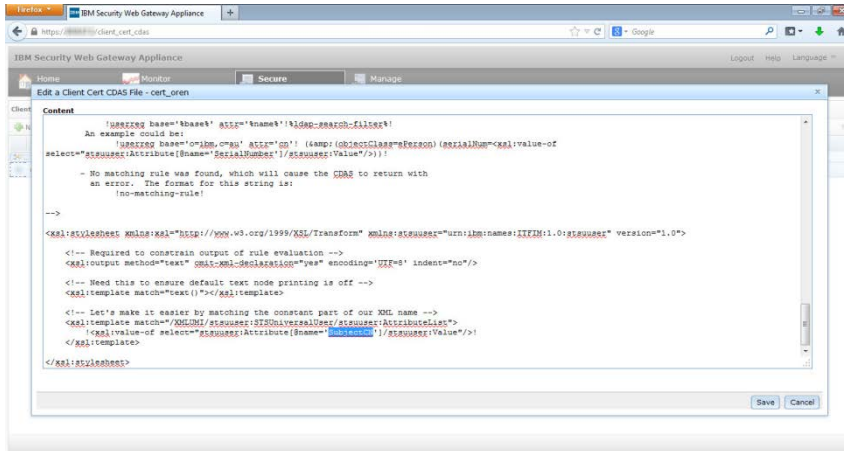 Firefox
IBM Security Web Gateway Appliance
+
https:// /client_cert_cdas
Google
IBM Security Web Gateway Appliance
Logout Help Language
Home Monitor Secure Manage
Edit a Client Cert CDAS File - cert_oren
x
Client
Content
!userreg base='%base%' attr='%name%'!%ldap-search-filter%!
An example could be:
!userreg base='o=ibm,c=au' attr='cn'! (&amp;(objectClass=ePerson)(serialNum=<xsl:value-of
select="stsuuser:Attribute[@name='SerialNumber']/stsuuser:Value"/>))!
- No matching rule was found, which will cause the CDAS to return with
an error. The format for this string is:
!no-matching-rule!
-->
<xsl:stylesheet xmlns:xsl="http://www.w3.org/1999/XSL/Transform" xmlns:stsuuser="urn:ibm:names:ITFIM:1.0:stsuuser" version="1.0">
<!-- Required to constrain output of rule evaluation -->
<xsl:output method="text" omit-xml-declaration="yes" encoding='UTF=8' indent="no"/>
<!-- Need this to ensure default text node printing is off -->
<xsl:template match="text()"></xsl:template>
<!-- Let's make it easier by matching the constant part of our XML name -->
<xsl:template match="/XMLUMI/stsuuser:STSUniversalUser/stsuuser:AttributeList">
!<xsl:value-of select="stsuuser:Attribute[@name='SubjectCN']/stsuuser:Value"/>!
</xsl:template>
</xsl:stylesheet>
Save Cancel